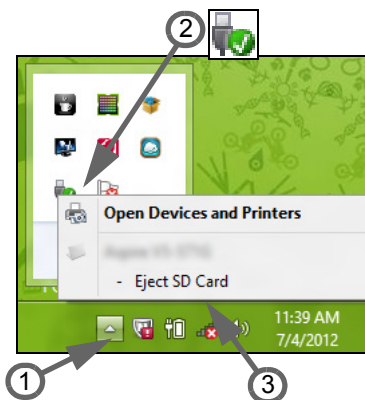 2
Open Devices and Printers
- Eject SD Card
11:39 AM
7/4/2012
1
3